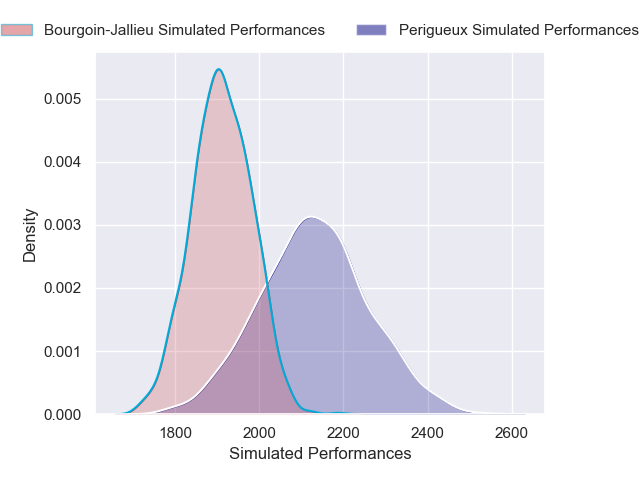 Bourgoin-Jallieu Simulated Performances Perigueux Simulated Performances
0.005
0.004
0.003
0.002
0.001
0.000
Density
1800 2000 2200 2400 2600
Simulated Performances